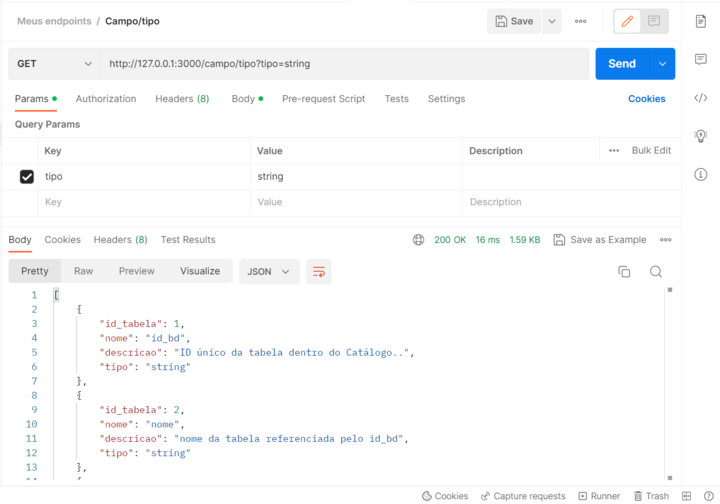 Meus endpoints / Campo/tipo
Save
GET http://127.0.0.1:3000/campo/tipo?tipo=string Send
Params Authorization Headers (8) Body Pre-request Script Tests Settings Cookies
Query Params
Key Value Description Bulk Edit
tipo string
Key Value Description
Body Cookies Headers (8) Test Results 200 OK 16 ms 1.59 KB Save as Example
Pretty Raw Preview Visualize JSON
1 [
2 {
3 "id_tabela": 1,
4 "nome": "id_bd",
5 "descricao": "ID único da tabela dentro do Catálogo..",
6 "tipo": "string"
7 },
8 {
9 "id_tabela": 2,
10 "nome": "nome",
11 "descricao": "nome da tabela referenciada pelo id_bd",
12 "tipo": "string"
13 },
Cookies Capture requests Runner Trash